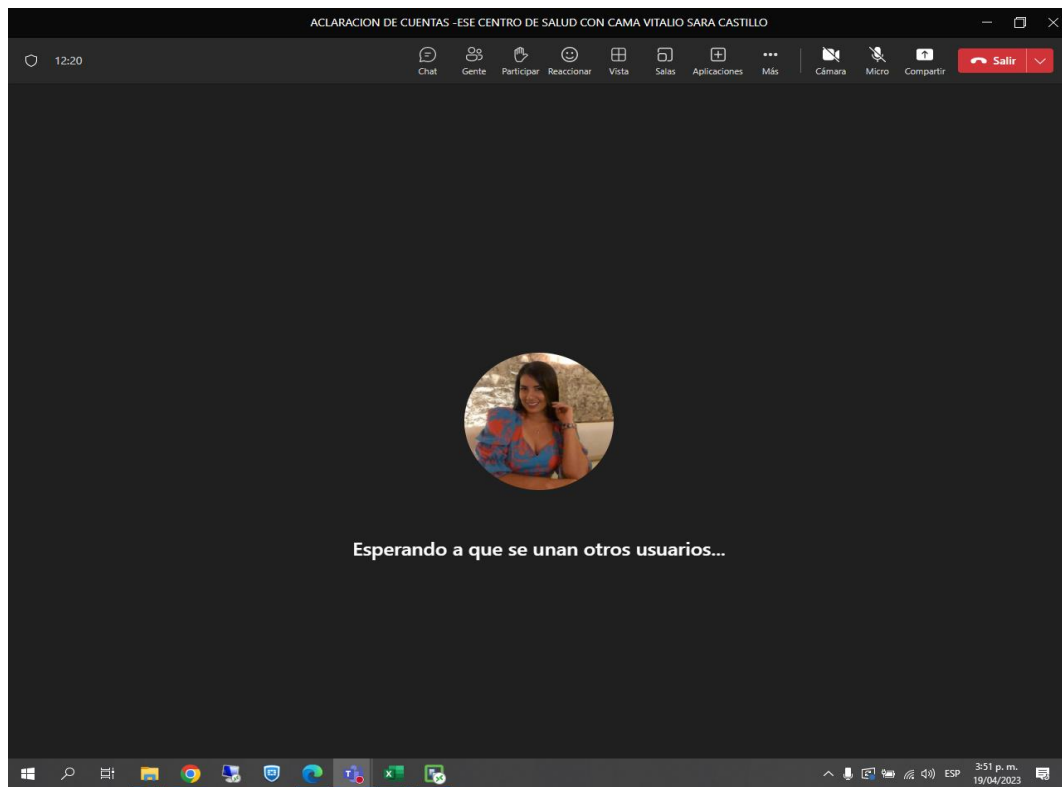 ACLARACION DE CUENTAS -ESE CENTRO DE SALUD CON CAMA VITALIO SARA CASTILLO
12:20
Chat Gente Participar Reaccionar Vista Salas Aplicaciones Más Cámara Micro Compartir Salir
Esperando a que se unan otros usuarios...
ESP
3:51 p. m.
19/04/2023